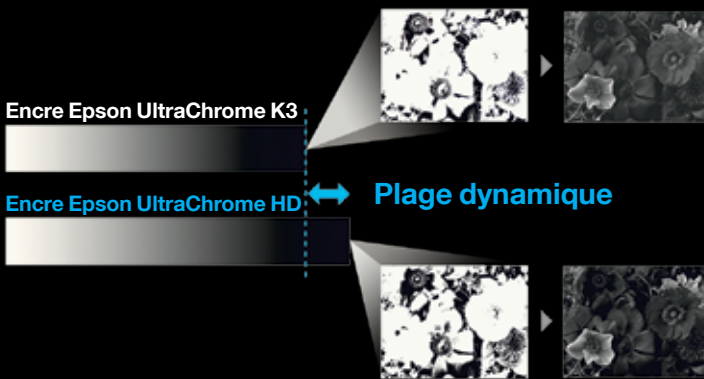 Encre Epson UltraChrome K3
Encre Epson UltraChrome HD
Plage dynamique